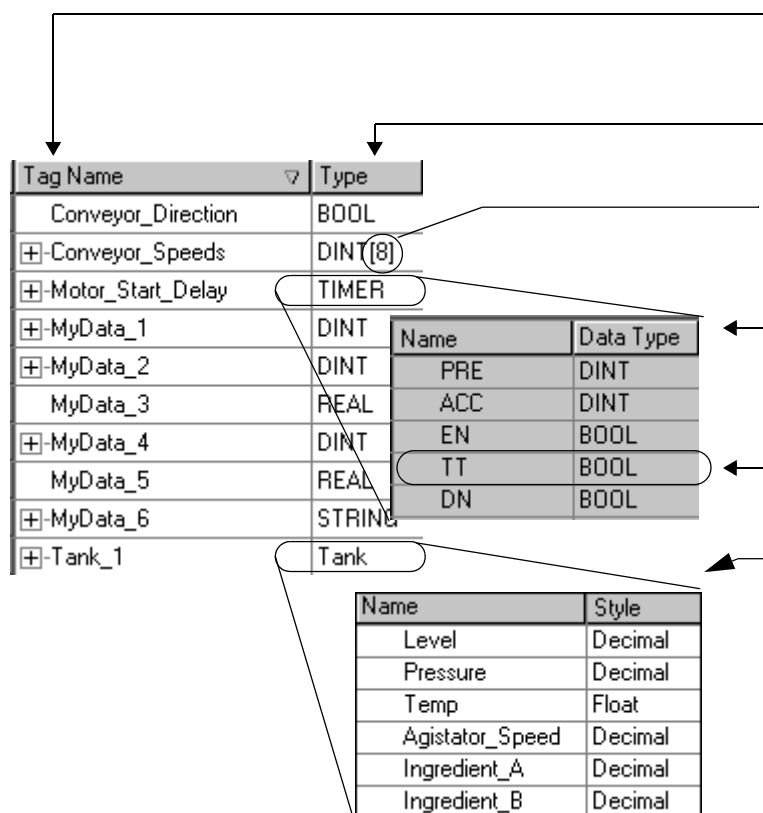 Tag Name Type
Conveyor_Direction BOOL
Conveyor_Speeds DINT[8]
Motor_Start_Delay TIMER
MyData_1 DINT
MyData_2 DINT
MyData_3 REAL
MyData_4 DINT
MyData_5 REAL
MyData_6 STRING
Tank_1 Tank
Name Data Type
PRE DINT
ACC DINT
EN BOOL
TT BOOL
DN BOOL
Name Style
Level Decimal
Pressure Decimal
Temp Float
Agistator_Speed Decimal
Ingredient_A Decimal
Ingredient_B Decimal